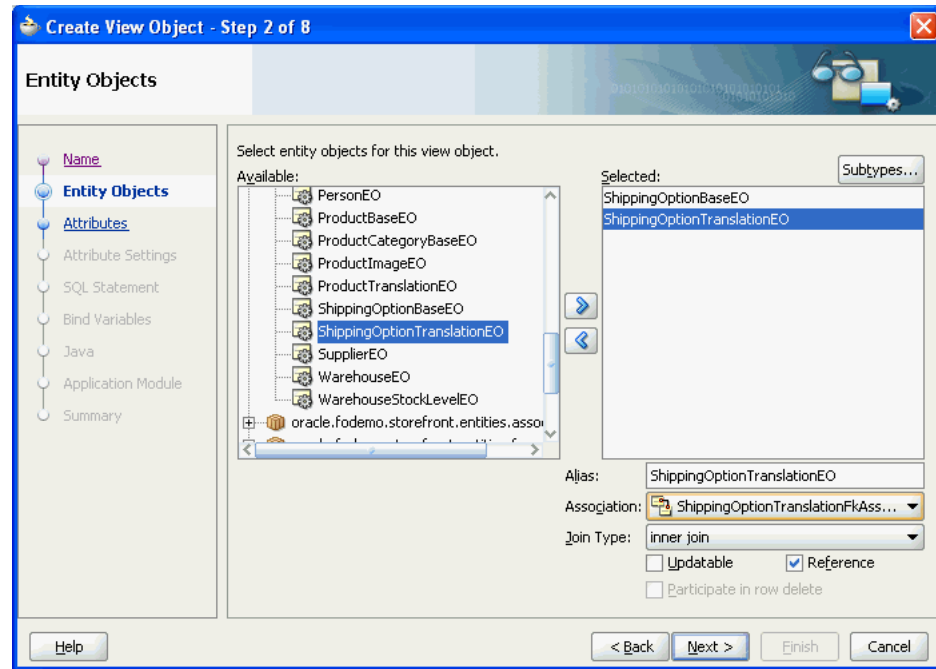 Create View Object - Step 2 of 8
Entity Objects
Name
Entity Objects
Attributes
Attribute Settings
SQL Statement
Bind Variables
Java
Application Module
Summary
Select entity objects for this view object.
Available:
PersonEO
ProductBaseEO
ProductCategoryBaseEO
ProductImageEO
ProductTranslationEO
ShippingOptionBaseEO
ShippingOptionTranslationEO
SupplierEO
WarehouseEO
WarehouseStockLevelEO
oracle.fodemo.storefront.entities.asso
Selected:
Subtypes...
ShippingOptionBaseEO
ShippingOptionTranslationEO
Alias: ShippingOptionTranslationEO
Association: ShippingOptionTranslationFkAss...
Join Type: inner join
Updatable Reference
Participate in row delete
Help < Back Next > Finish Cancel